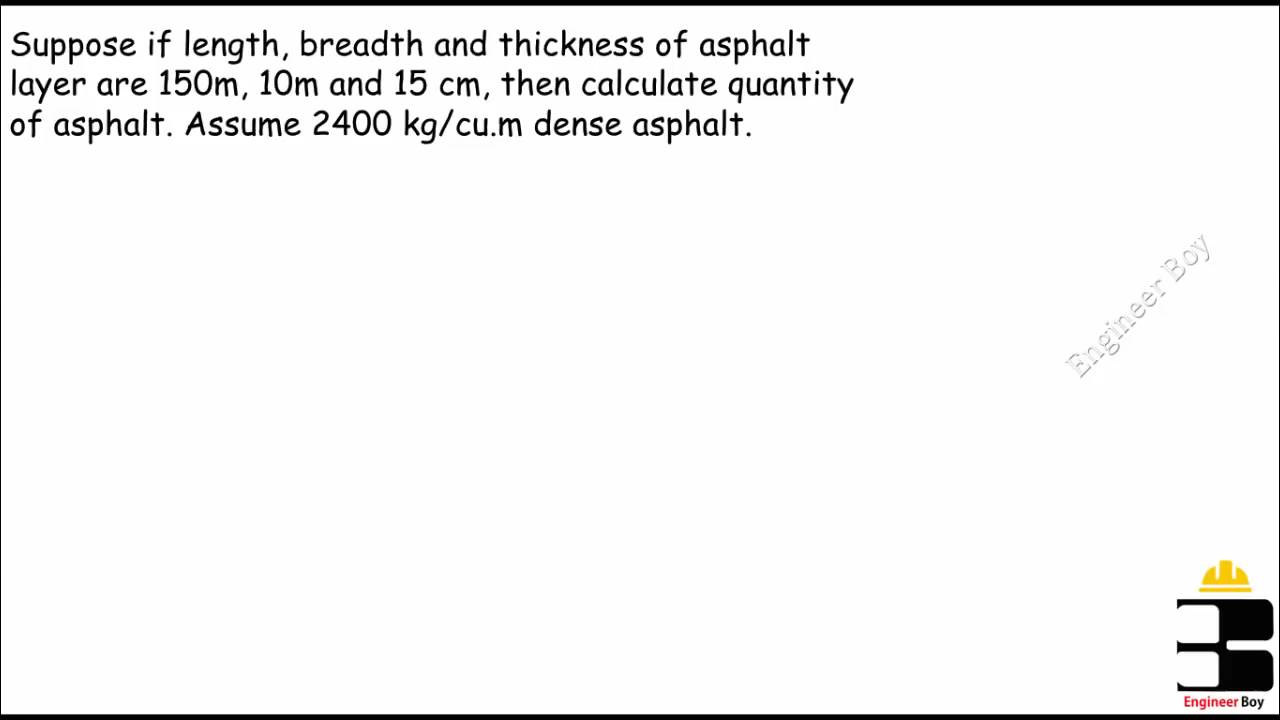 Suppose if length, breadth and thickness of asphalt
layer are 150m, 10m and 15 cm, then calculate quantity
of asphalt. Assume 2400 kg/cu.m dense asphalt.
Engineer Boy
Engineer Boy